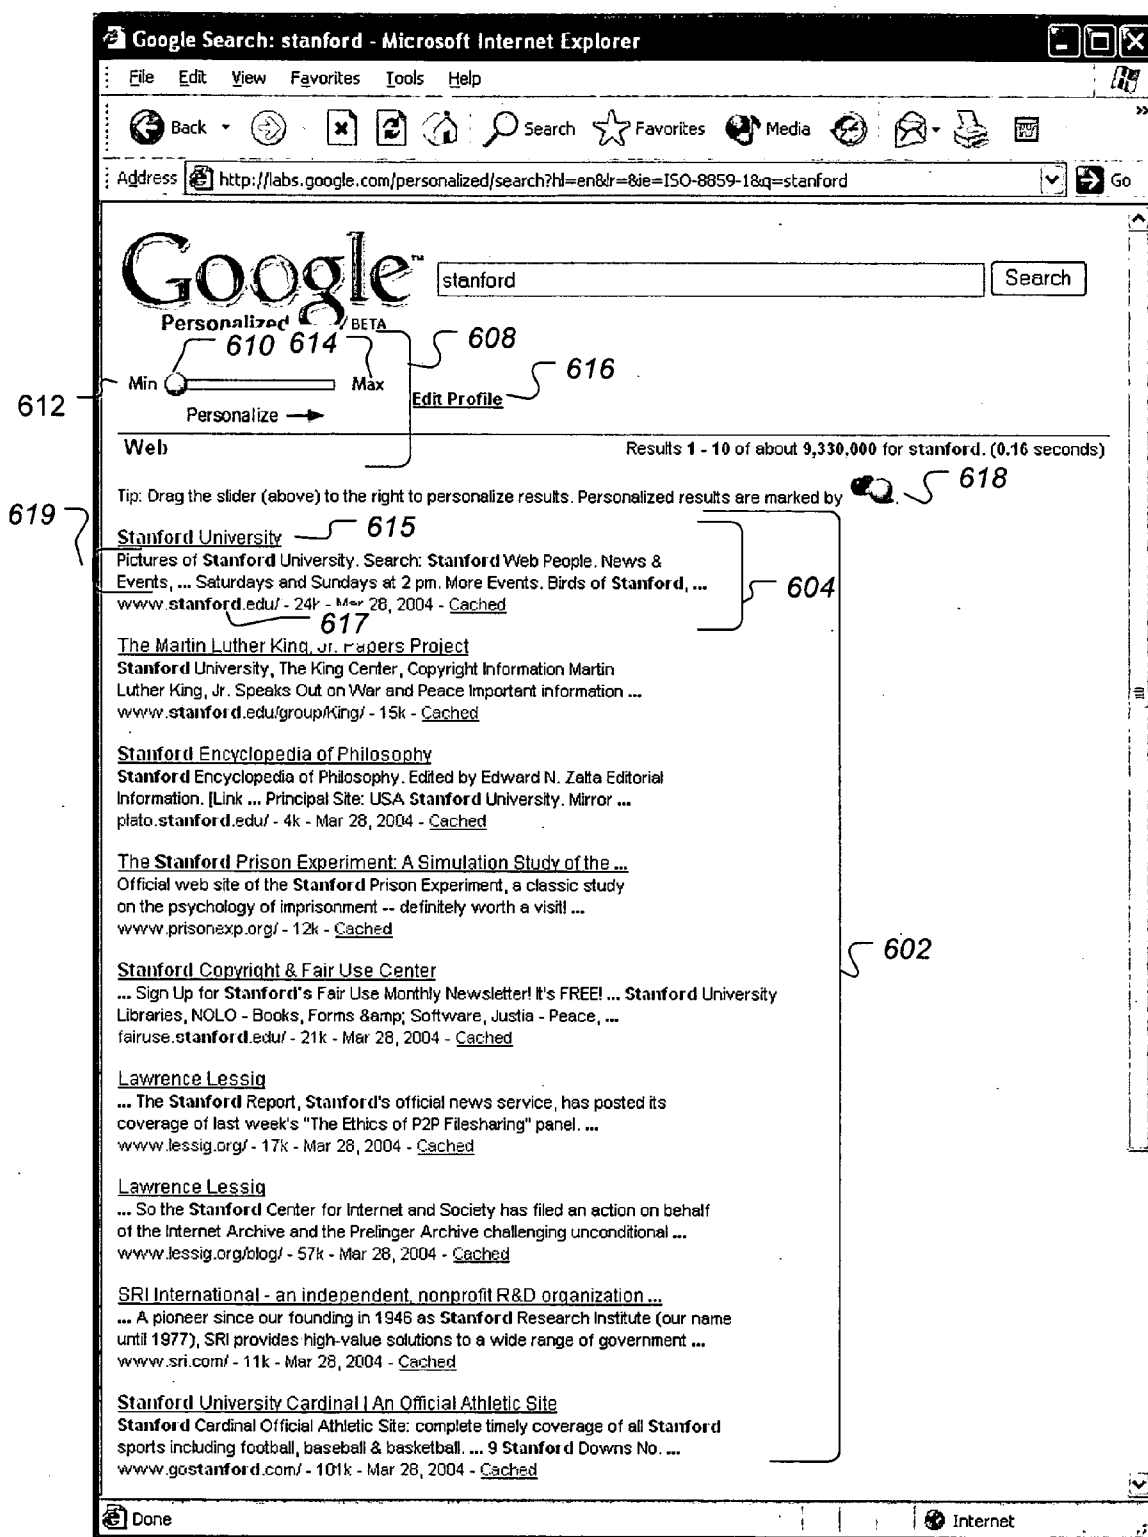 Google Search: stanford - Microsoft Internet Explorer
File Edit View Favorites Tools Help
Back Search Favorites Media »
Address http://labs.google.com/personalized/search?hl=en&lr=&ie=ISO-8859-1&q=stanford Go
Google™ stanford Search
Personalized BETA
610 614 608
616
612 Min Max
Edit Profile
Personalize
Web Results 1 - 10 of about 9,330,000 for stanford. (0.16 seconds)
Tip: Drag the slider (above) to the right to personalize results. Personalized results are marked by . 618
619
Stanford University 615
Pictures of Stanford University. Search: Stanford Web People. News &
Events, ... Saturdays and Sundays at 2 pm. More Events. Birds of Stanford, ...
604
www.stanford.edu/ - 24k - Mar 28, 2004 - Cached
617
The Martin Luther King, Jr. Papers Project
Stanford University, The King Center, Copyright Information Martin
Luther King, Jr. Speaks Out on War and Peace Important information ...
www.stanford.edu/group/King/ - 15k - Cached
Stanford Encyclopedia of Philosophy
Stanford Encyclopedia of Philosophy. Edited by Edward N. Zalta Editorial
Information. [Link ... Principal Site: USA Stanford University. Mirror ...
plato.stanford.edu/ - 4k - Mar 28, 2004 - Cached
The Stanford Prison Experiment: A Simulation Study of the ...
Official web site of the Stanford Prison Experiment, a classic study
on the psychology of imprisonment -- definitely worth a visit! ...
www.prisonexp.org/ - 12k - Cached
602
Stanford Copyright & Fair Use Center
... Sign Up for Stanford's Fair Use Monthly Newsletter! It's FREE! ... Stanford University
Libraries, NOLO - Books, Forms &amp; Software, Justia - Peace, ...
fairuse.stanford.edu/ - 21k - Mar 28, 2004 - Cached
Lawrence Lessig
... The Stanford Report, Stanford's official news service, has posted its
coverage of last week's "The Ethics of P2P Filesharing" panel. ...
www.lessig.org/ - 17k - Mar 28, 2004 - Cached
Lawrence Lessig
... So the Stanford Center for Internet and Society has filed an action on behalf
of the Internet Archive and the Prelinger Archive challenging unconditional ...
www.lessig.org/blog/ - 57k - Mar 28, 2004 - Cached
SRI International - an independent, nonprofit R&D organization ...
... A pioneer since our founding in 1946 as Stanford Research Institute (our name
until 1977), SRI provides high-value solutions to a wide range of government ...
www.sri.com/ - 11k - Mar 28, 2004 - Cached
Stanford University Cardinal | An Official Athletic Site
Stanford Cardinal Official Athletic Site: complete timely coverage of all Stanford
sports including football, baseball & basketball. ... 9 Stanford Downs No. ...
www.gostanford.com/ - 101k - Mar 28, 2004 - Cached
Done Internet